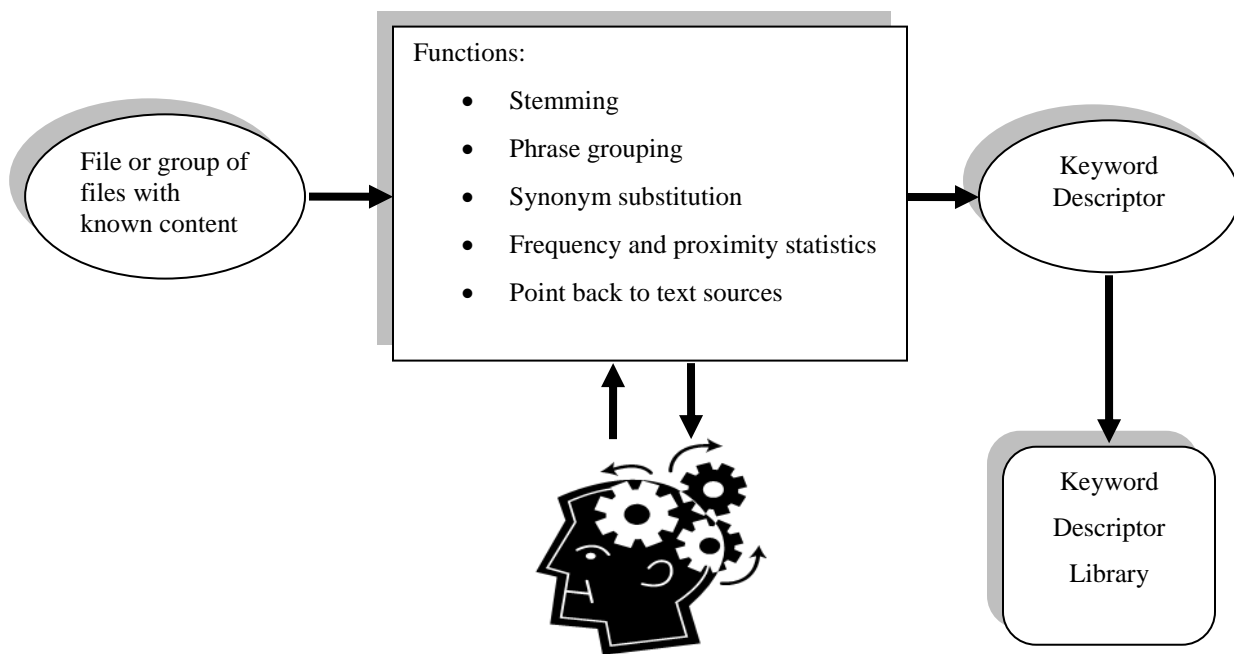 File or group of
files with
known content
Functions:
• Stemming
• Phrase grouping
• Synonym substitution
• Frequency and proximity statistics
• Point back to text sources
Keyword
Descriptor
Keyword
Descriptor
Library